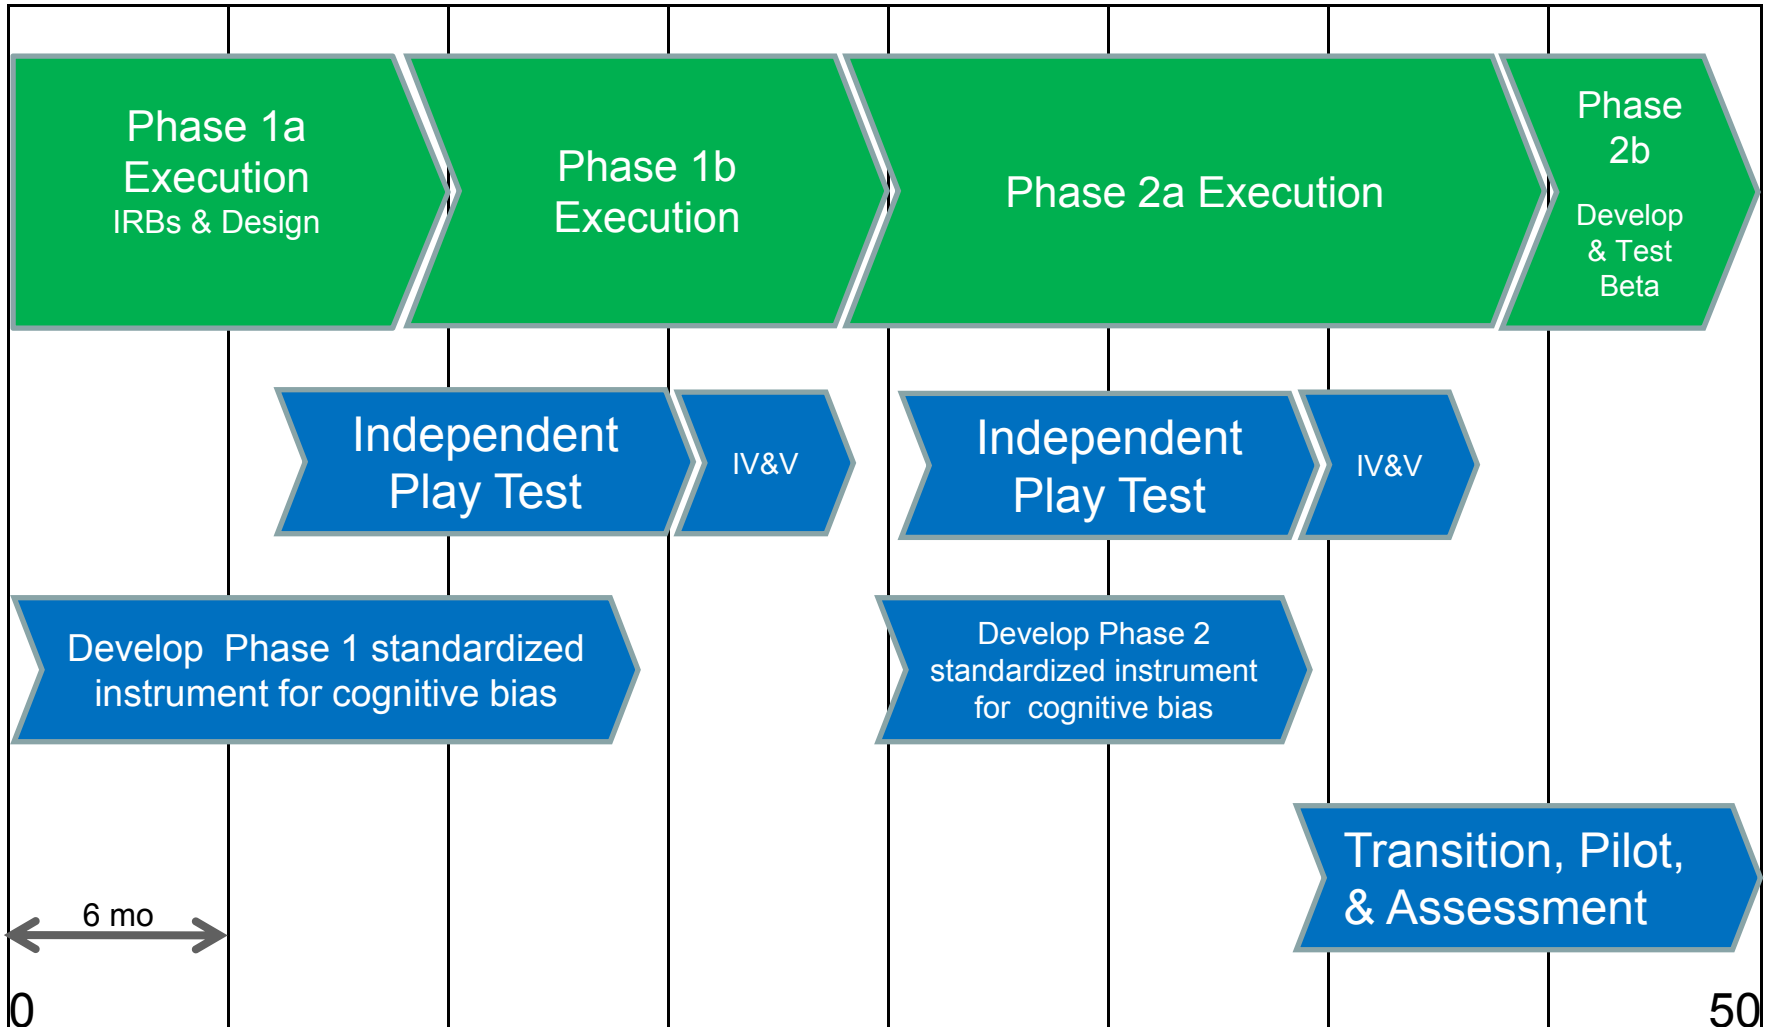 Phase 1a
Execution
IRBs & Design
Phase 1b
Execution
Phase 2a Execution
Phase
2b
Develop
& Test
Beta
Independent
Play Test
IV&V
Independent
Play Test
IV&V
Develop  Phase 1 standardized
instrument for cognitive bias
Develop Phase 2
standardized instrument
for  cognitive bias
Transition, Pilot,
& Assessment
6 mo
0
50